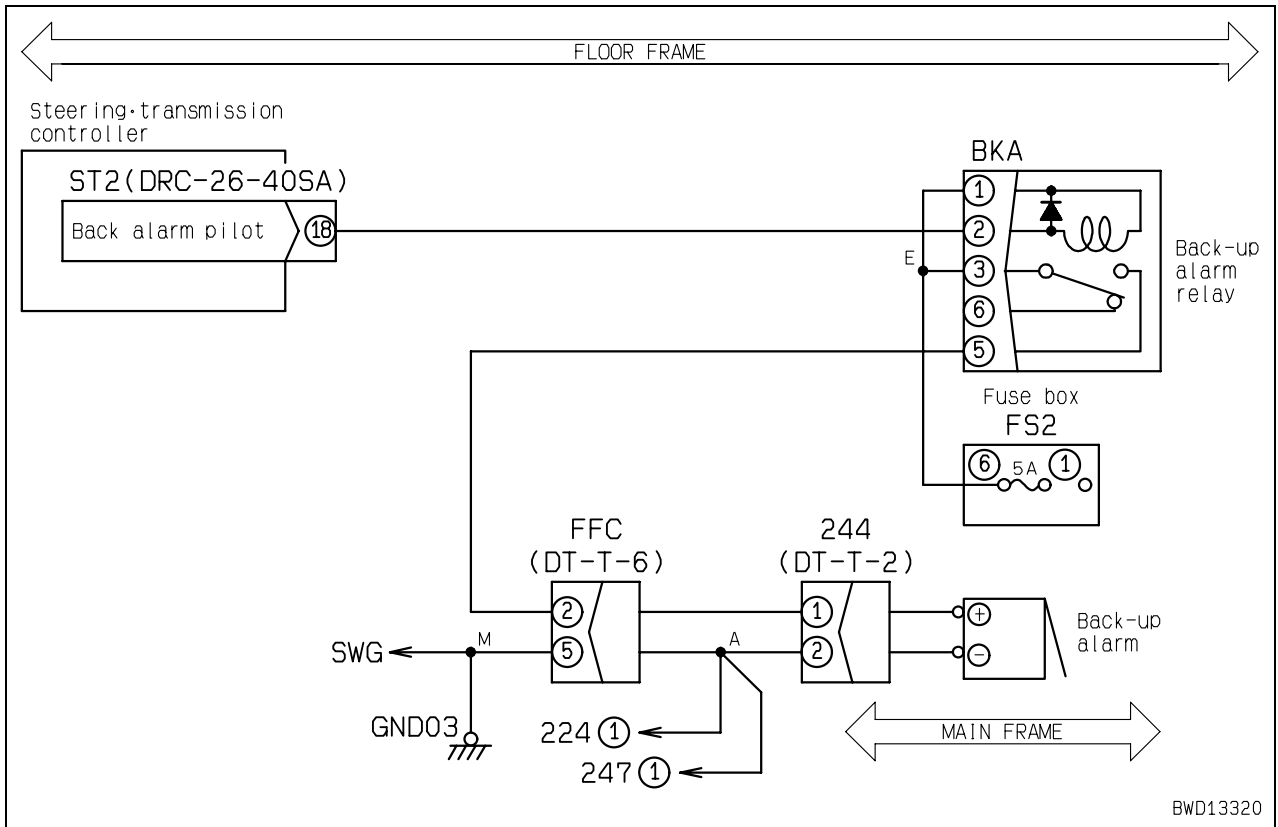 FLOOR FRAME
Steering·transmission
controller
ST2(DRC-26-40SA)
Back alarm pilot
18
BKA
1
2
E
3
6
5
Back-up
alarm
relay
Fuse box
FS2
6
5A
1
FFC
(DT-T-6)
2
5
244
(DT-T-2)
1
2
+
−
Back-up
alarm
SWG
M
A
GND03
224 1
247 1
MAIN FRAME
BWD13320